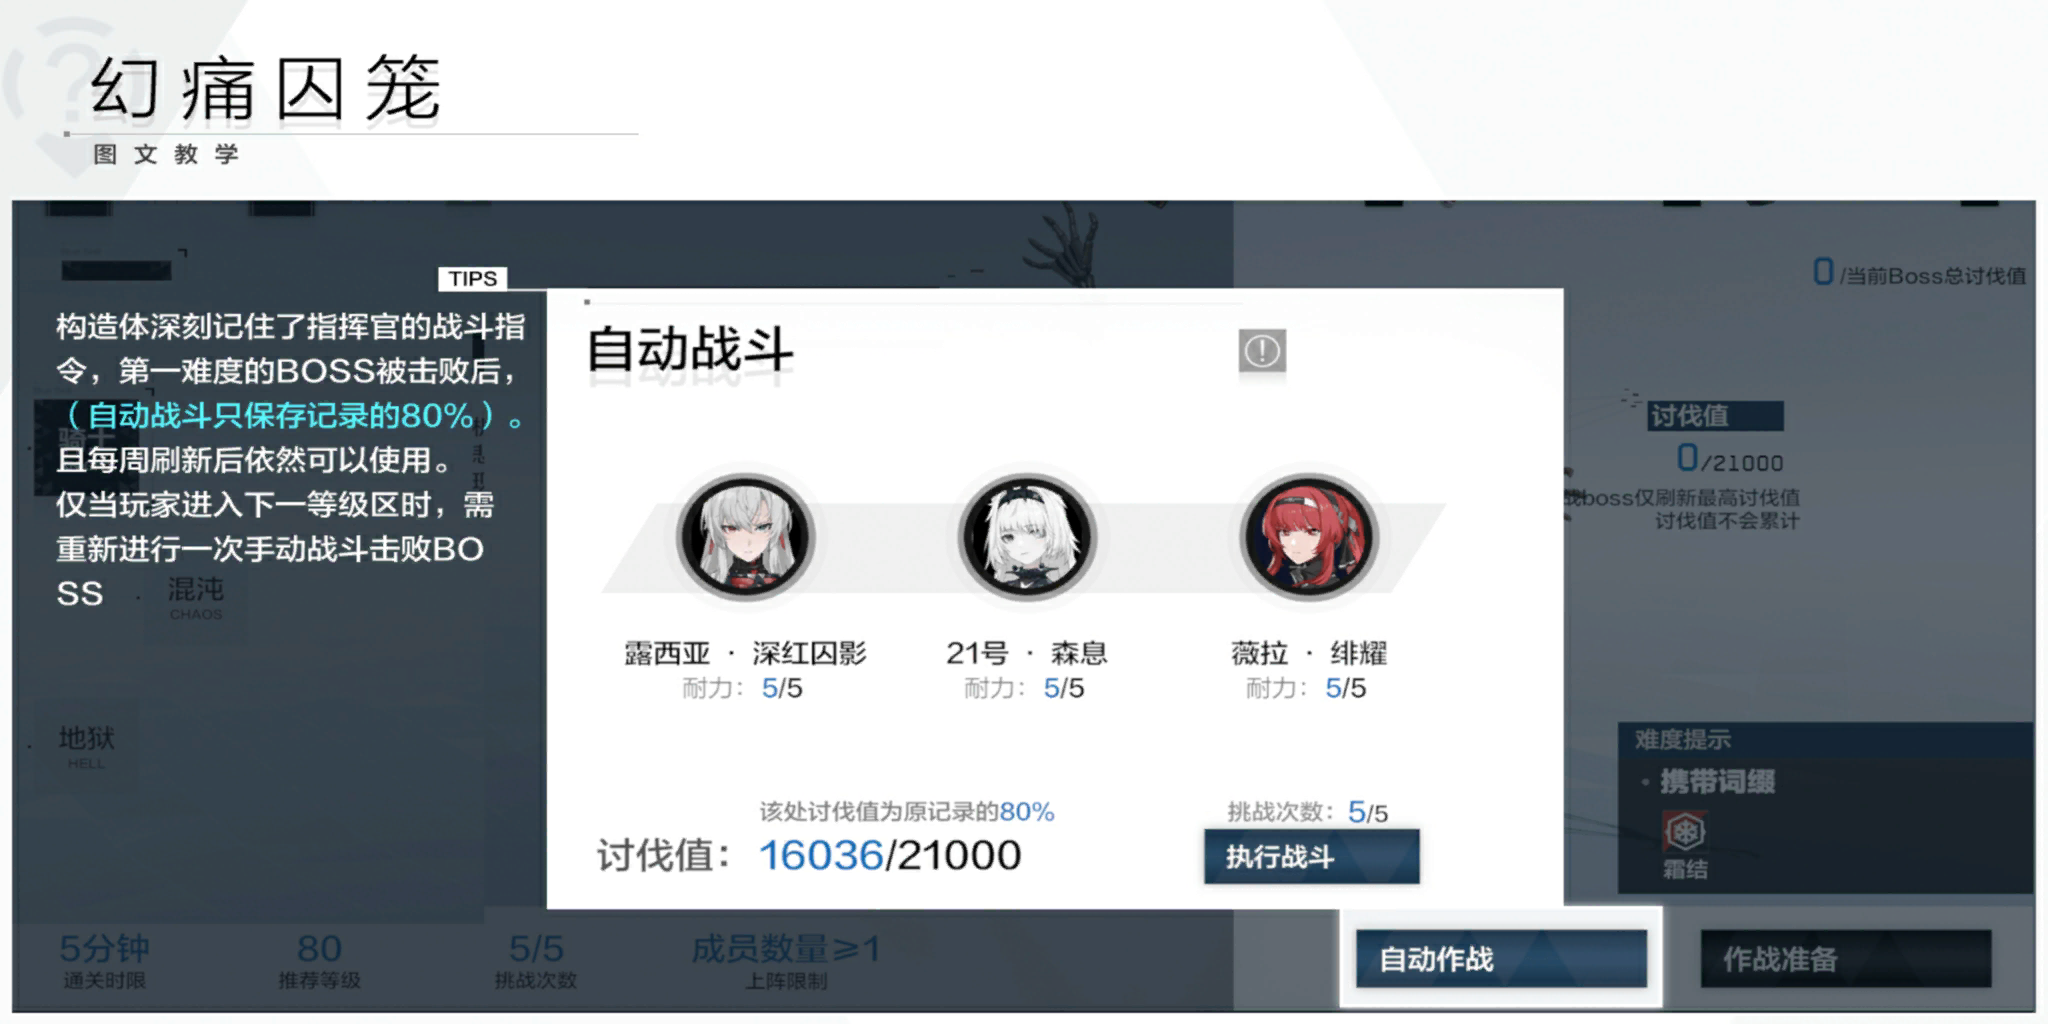 幻痛囚笼
图文教学
TIPS
构造体深刻记住了指挥官的战斗指
令，第一难度的BOSS被击败后，
（自动战斗只保存记录的80%）。
且每周刷新后依然可以使用。
仅当玩家进入下一等级区时，需
重新进行一次手动战斗击败BO
SS
混沌
CHAOS
地狱
HELL
自动战斗
露西亚 · 深红囚影
耐力：5/5
21号 · 森息
耐力：5/5
薇拉 · 绯耀
耐力：5/5
该处讨伐值为原记录的80%
讨伐值：16036/21000
挑战次数：5/5
执行战斗
0/当前Boss总讨伐值
讨伐值
0/21000
boss仅刷新最高讨伐值
讨伐值不会累计
难度提示
· 携带词缀
霜结
5分钟
通关时限
80
推荐等级
5/5
挑战次数
成员数量≥1
上阵限制
自动作战
作战准备